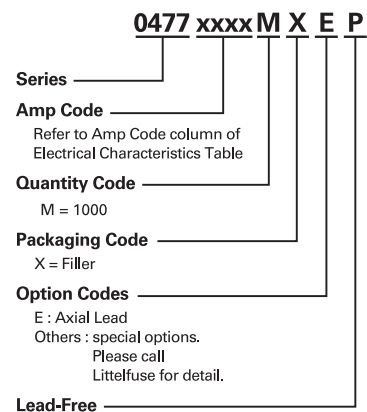 0477 xxxx M X E P
Series
Amp Code
Refer to Amp Code column of
Electrical Characteristics Table
Quantity Code
M = 1000
Packaging Code
X = Filler
Option Codes
E : Axial Lead
Others : special options.
Please call
Littelfuse for detail.
Lead-Free